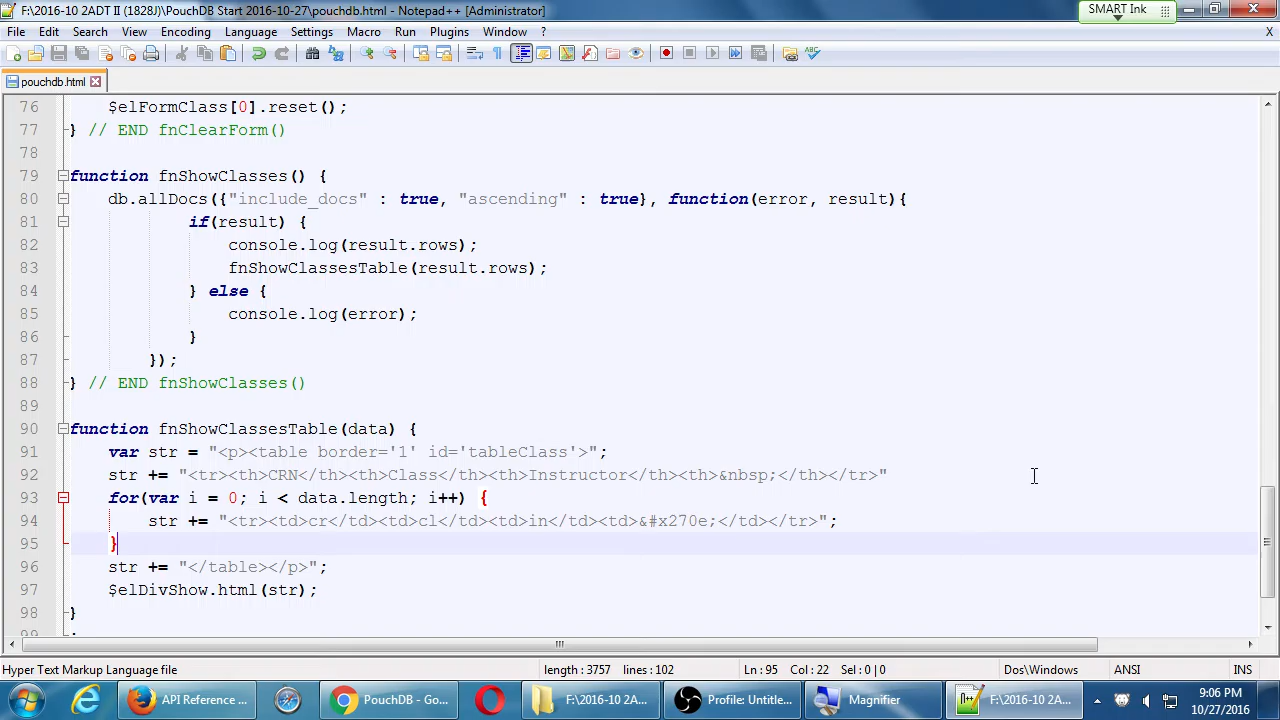 F:\2016-10 2ADT II (1828J)\PouchDB Start 2016-10-27\pouchdb.html - Notepad++ [Administrator]
SMART Ink
File Edit Search View Encoding Language Settings Macro Run Plugins Window ? X
pouchdb.html
76 $elFormClass[0].reset();
77 } // END fnClearForm()
78
79 function fnShowClasses() {
80 db.allDocs({"include_docs" : true, "ascending" : true}, function(error, result){
81 if(result) {
82 console.log(result.rows);
83 fnShowClassesTable(result.rows);
84 } else {
85 console.log(error);
86 }
87 });
88 } // END fnShowClasses()
89
90 function fnShowClassesTable(data) {
91 var str = "<p><table border='1' id='tableClass'>";
92 str += "<tr><th>CRN</th><th>Class</th><th>Instructor</th><th>&nbsp;</th></tr>"
93 for(var i = 0; i < data.length; i++) {
94 str += "<tr><td>cr</td><td>cl</td><td>in</td><td>&#x270e;</td></tr>";
95 }
96 str += "</table></p>";
97 $elDivShow.html(str);
98 }
Hyper Text Markup Language file length : 3757 lines : 102 Ln : 95 Col : 22 Sel : 0 | 0 Dos\Windows ANSI INS
API Reference ... PouchDB - Go... F:\2016-10 2A... Profile: Untitle... Magnifier F:\2016-10 2A... 9:06 PM
10/27/2016